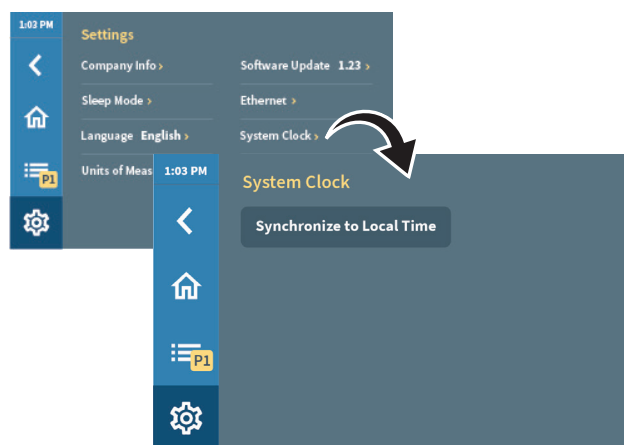 1:03 PM
Settings
Company Info ›
Software Update 1.23 ›
Sleep Mode ›
Ethernet ›
Language English ›
System Clock ›
Units of Meas
P1
1:03 PM
System Clock
Synchronize to Local Time
P1